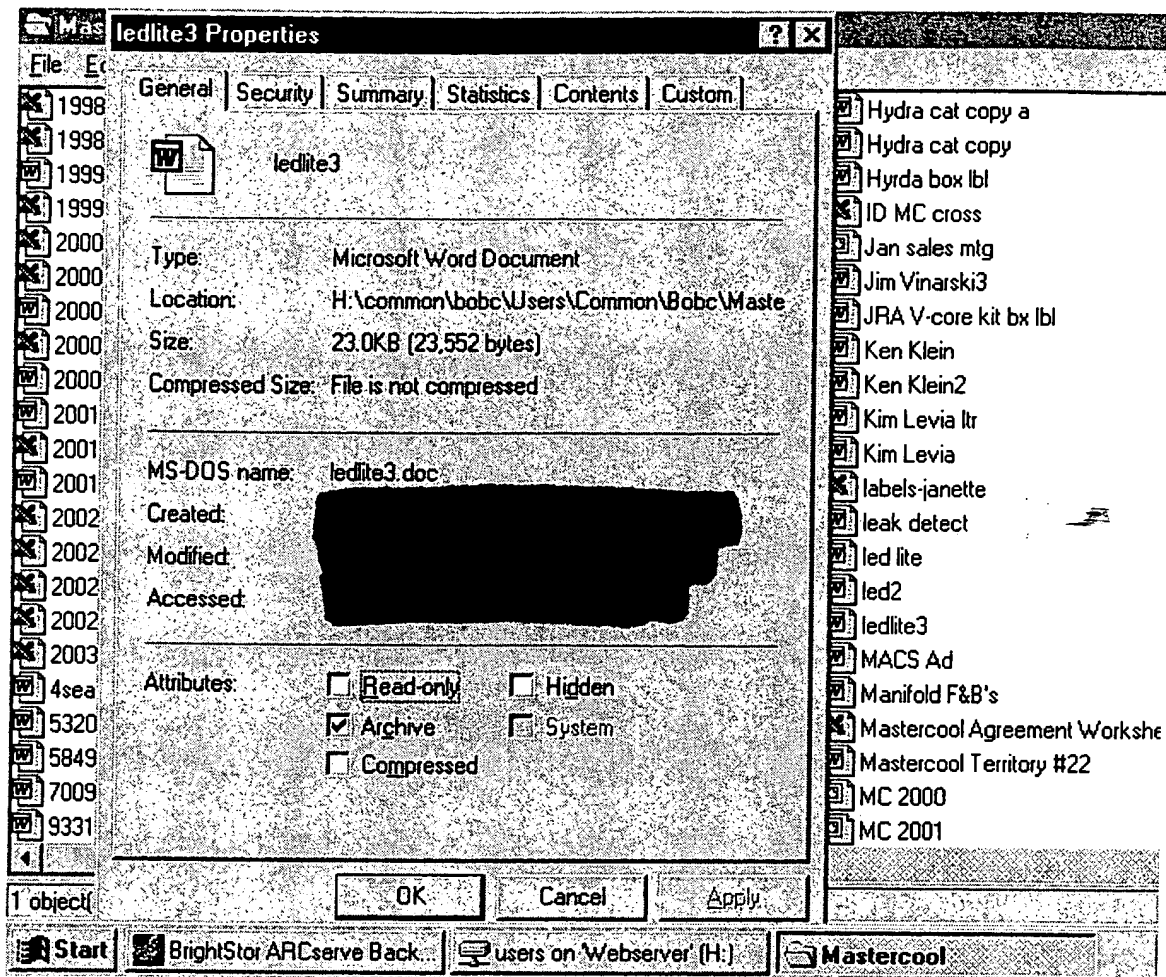 Mas
ledlite3 Properties
File Ed
General Security Summary Statistics Contents Custom
ledlite3
Type: Microsoft Word Document
Location: H:\common\bobc\Users\Common\Bobc\Maste
Size: 23.0KB (23,552 bytes)
Compressed Size: File is not compressed
MS-DOS name: ledlite3.doc
Created:
Modified:
Accessed:
Attributes: Read-only Hidden
Archive System
Compressed
OK Cancel Apply
1998
1998
1999
1999
2000
2000
2000
2000
2000
2001
2001
2001
2002
2002
2002
2002
2003
4sea
5320
5849
7009
9331
1 object(
Hydra cat copy a
Hydra cat copy
Hyrda box lbl
ID MC cross
Jan sales mtg
Jim Vinarski3
JRA V-core kit bx lbl
Ken Klein
Ken Klein2
Kim Levia ltr
Kim Levia
labels-janette
leak detect
led lite
led2
ledlite3
MACS Ad
Manifold F&B's
Mastercool Agreement Workshe
Mastercool Territory #22
MC 2000
MC 2001
Start BrightStor ARCserve Back... users on 'Webserver' (H:) Mastercool